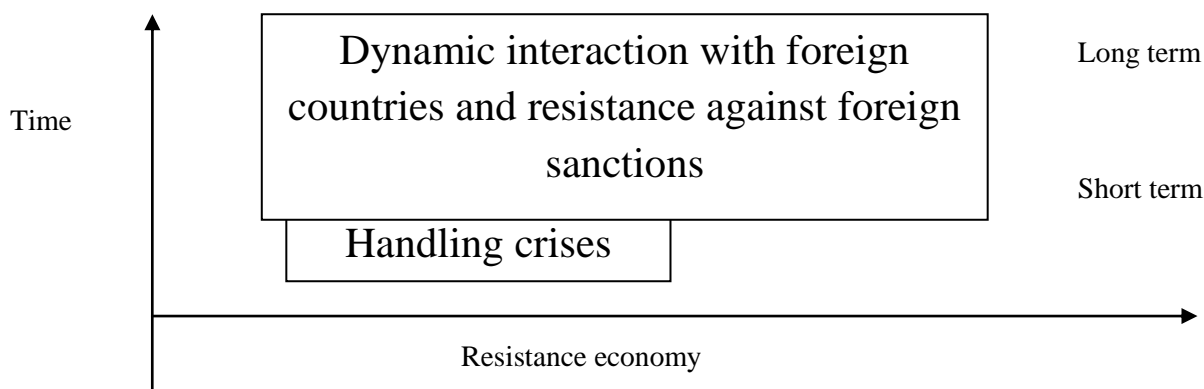 Dynamic interaction with foreign
countries and resistance against foreign
sanctions
Long term
Time
Short term
Handling crises
Resistance economy